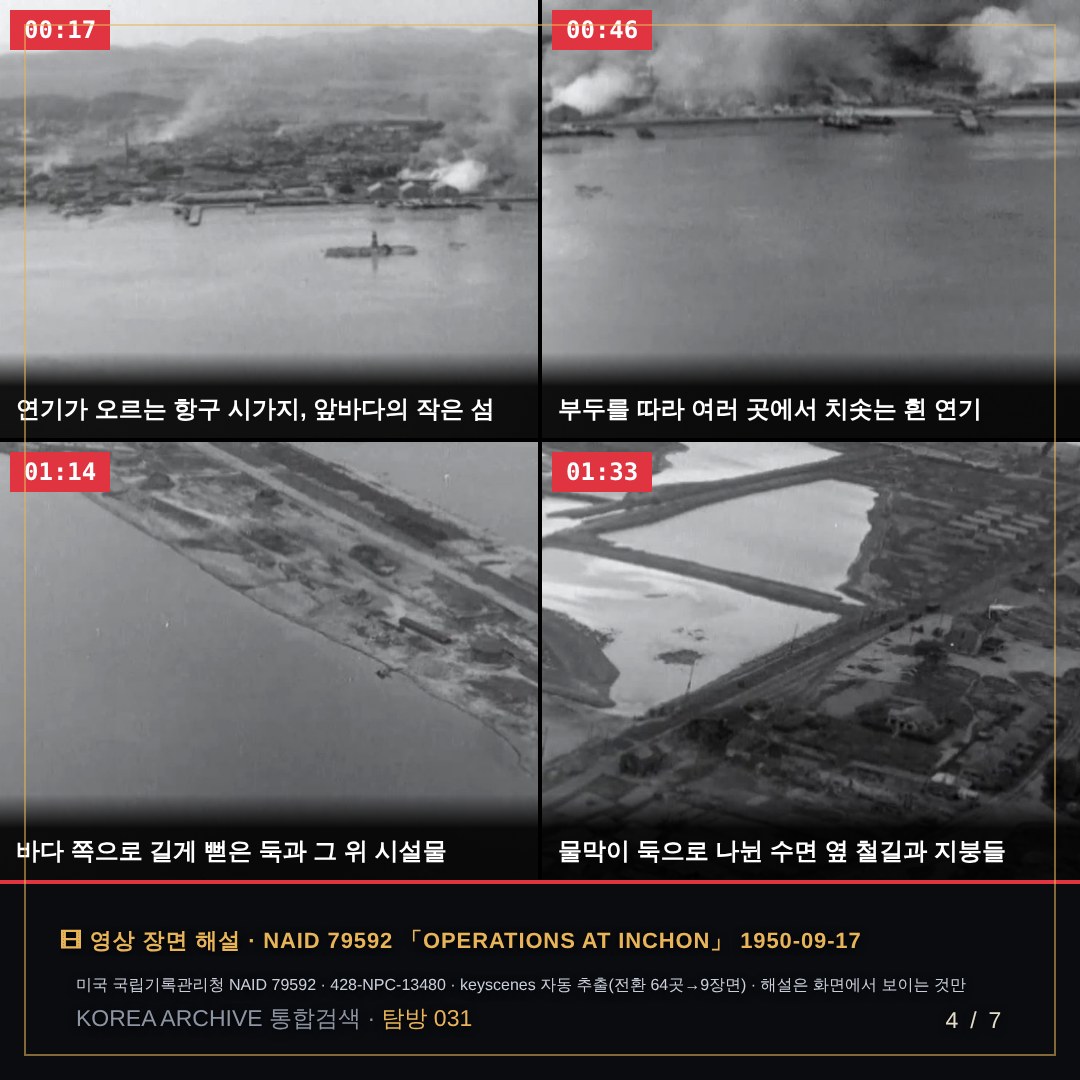 00:17
00:46
연기가 오르는 항구 시가지, 앞바다의 작은 섬
부두를 따라 여러 곳에서 치솟는 흰 연기
01:14
01:33
바다 쪽으로 길게 뻗은 둑과 그 위 시설물
물막이 둑으로 나뉜 수면 옆 철길과 지붕들
🎞 영상 장면 해설 · NAID 79592 「OPERATIONS AT INCHON」 1950-09-17
미국 국립기록관리청 NAID 79592 · 428-NPC-13480 · keyscenes 자동 추출(전환 64곳→9장면) · 해설은 화면에서 보이는 것만
KOREA ARCHIVE 통합검색 · 탐방 031
4 / 7